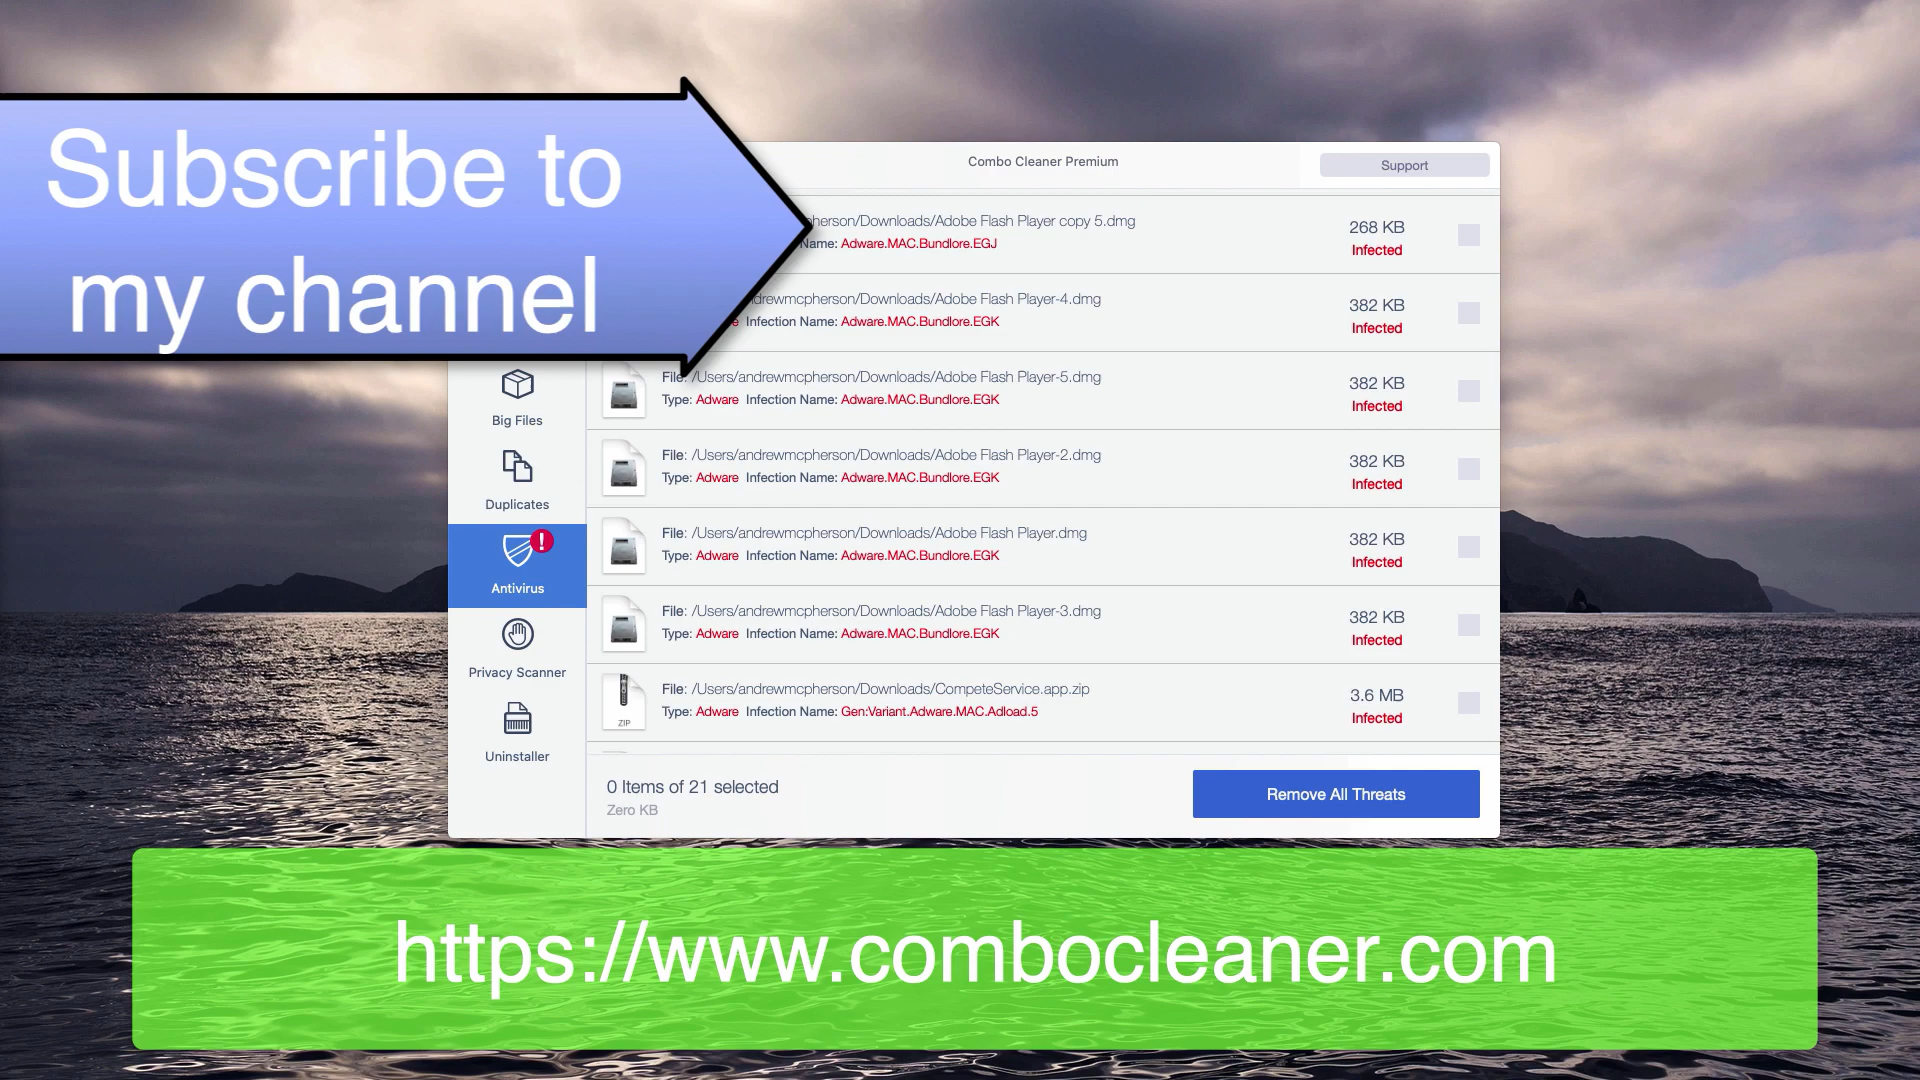 Subscribe to
my channel
Combo Cleaner Premium
Support
pherson/Downloads/Adobe Flash Player copy 5.dmg
Name: Adware.MAC.Bundlore.EGJ
268 KB
Infected
drewmcpherson/Downloads/Adobe Flash Player-4.dmg
e Infection Name: Adware.MAC.Bundlore.EGK
382 KB
Infected
File: /Users/andrewmcpherson/Downloads/Adobe Flash Player-5.dmg
Type: Adware Infection Name: Adware.MAC.Bundlore.EGK
382 KB
Infected
File: /Users/andrewmcpherson/Downloads/Adobe Flash Player-2.dmg
Type: Adware Infection Name: Adware.MAC.Bundlore.EGK
382 KB
Infected
File: /Users/andrewmcpherson/Downloads/Adobe Flash Player.dmg
Type: Adware Infection Name: Adware.MAC.Bundlore.EGK
382 KB
Infected
File: /Users/andrewmcpherson/Downloads/Adobe Flash Player-3.dmg
Type: Adware Infection Name: Adware.MAC.Bundlore.EGK
382 KB
Infected
ZIP
File: /Users/andrewmcpherson/Downloads/CompeteService.app.zip
Type: Adware Infection Name: Gen:Variant.Adware.MAC.Adload.5
3.6 MB
Infected
Big Files
Duplicates
Antivirus
Privacy Scanner
Uninstaller
0 Items of 21 selected
Zero KB
Remove All Threats
https://www.combocleaner.com